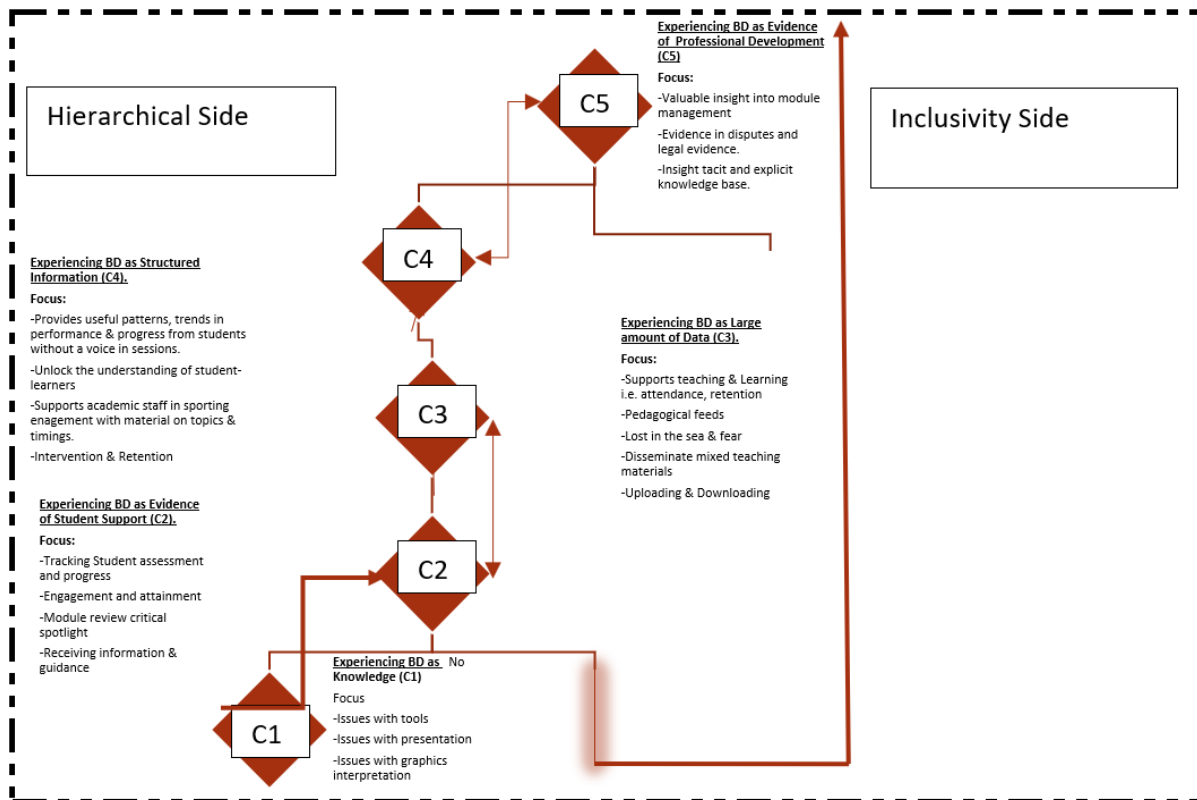 Experiencing BD as Evidence
of Professional Development
(C5)
Focus:
-Valuable insight into module
management
-Evidence in disputes and
legal evidence.
-Insight tacit and explicit
knowledge base.
C5
Hierarchical Side
Inclusivity Side
C4
Experiencing BD as Structured
Information (C4).
Focus:
-Provides useful patterns, trends in
performance & progress from students
without a voice in sessions.
-Unlock the understanding of student-
learners
-Supports academic staff in sporting
enagement with material on topics &
timings.
-Intervention & Retention
C3
Experiencing BD as Large
amount of Data (C3).
Focus:
-Supports teaching & Learning
i.e. attendance, retention
-Pedagogical feeds
-Lost in the sea & fear
-Disseminate mixed teaching
materials
-Uploading & Downloading
Experiencing BD as Evidence
of Student Support (C2).
Focus:
-Tracking Student assessment
and progress
-Engagement and attainment
-Module review critical
spotlight
-Receiving information &
guidance
C2
Experiencing BD as No
Knowledge (C1)
Focus
-Issues with tools
-Issues with presentation
-Issues with graphics
interpretation
C1